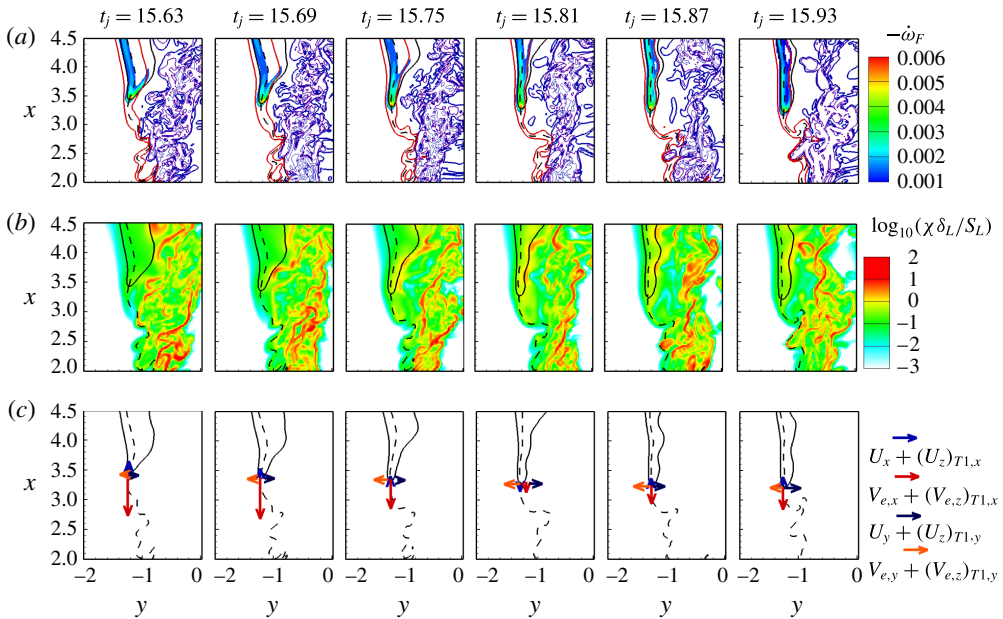 t_j = 15.63 t_j = 15.69 t_j = 15.75 t_j = 15.81 t_j = 15.87 t_j = 15.93
(a) 4.5 −ω̇_F
4.0 0.006
3.5 0.005
x 0.004
3.0 0.003
2.5 0.002
2.0 0.001
(b) 4.5 log₁₀(χδ_L/S_L)
4.0 2
3.5 1
x 0
3.0 −1
2.5 −2
2.0 −3
(c) 4.5
4.0
3.5 U_x + (U_z)_{T1,x}
x
3.0 V_{e,x} + (V_{e,z})_{T1,x}
2.5 U_y + (U_z)_{T1,y}
2.0 V_{e,y} + (V_{e,z})_{T1,y}
−2 −1 0 −2 −1 0 −2 −1 0 −2 −1 0 −2 −1 0 −2 −1 0
y y y y y y